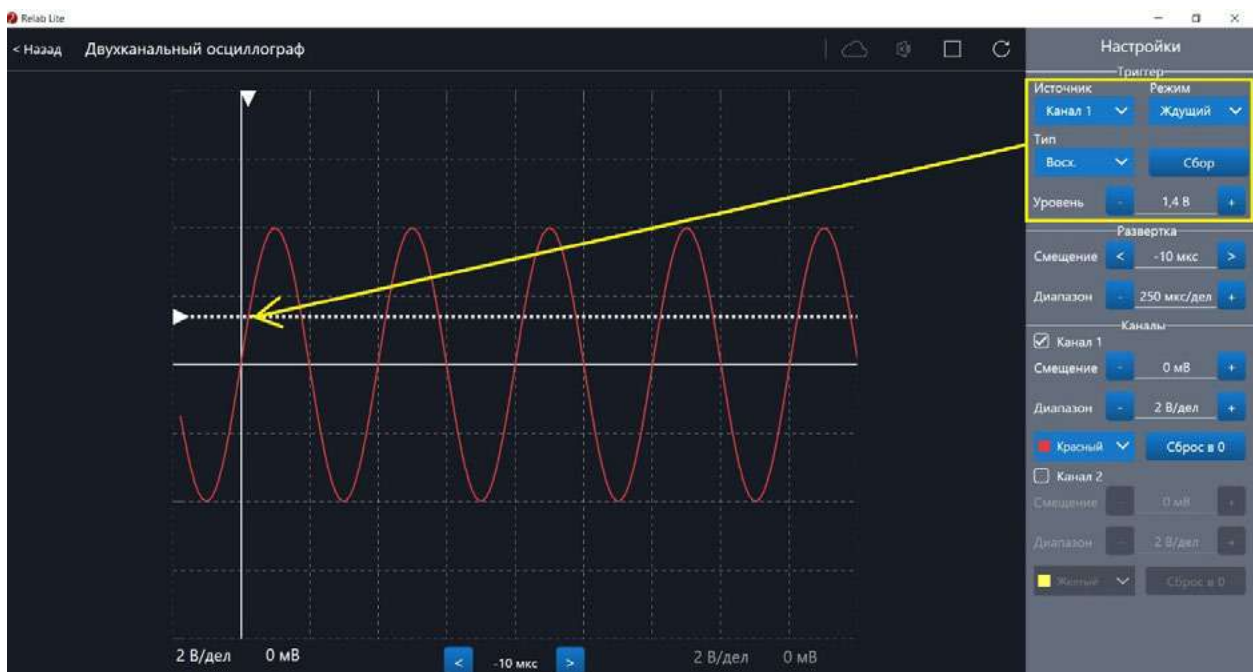 Relab Lite
< Назад Двухканальный осциллограф
Настройки
Триггер
Источник Режим
Канал 1 Ждущий
Тип
Восх. Сбор
Уровень - 1,4 В +
Развертка
Смещение < -10 мкс >
Диапазон - 250 мкс/дел +
Каналы
Канал 1
Смещение - 0 мВ +
Диапазон - 2 В/дел +
Красный Сброс в 0
Канал 2
Смещение - 0 мВ +
Диапазон - 2 В/дел +
Желтый Сброс в 0
2 В/дел 0 мВ < -10 мкс > 2 В/дел 0 мВ